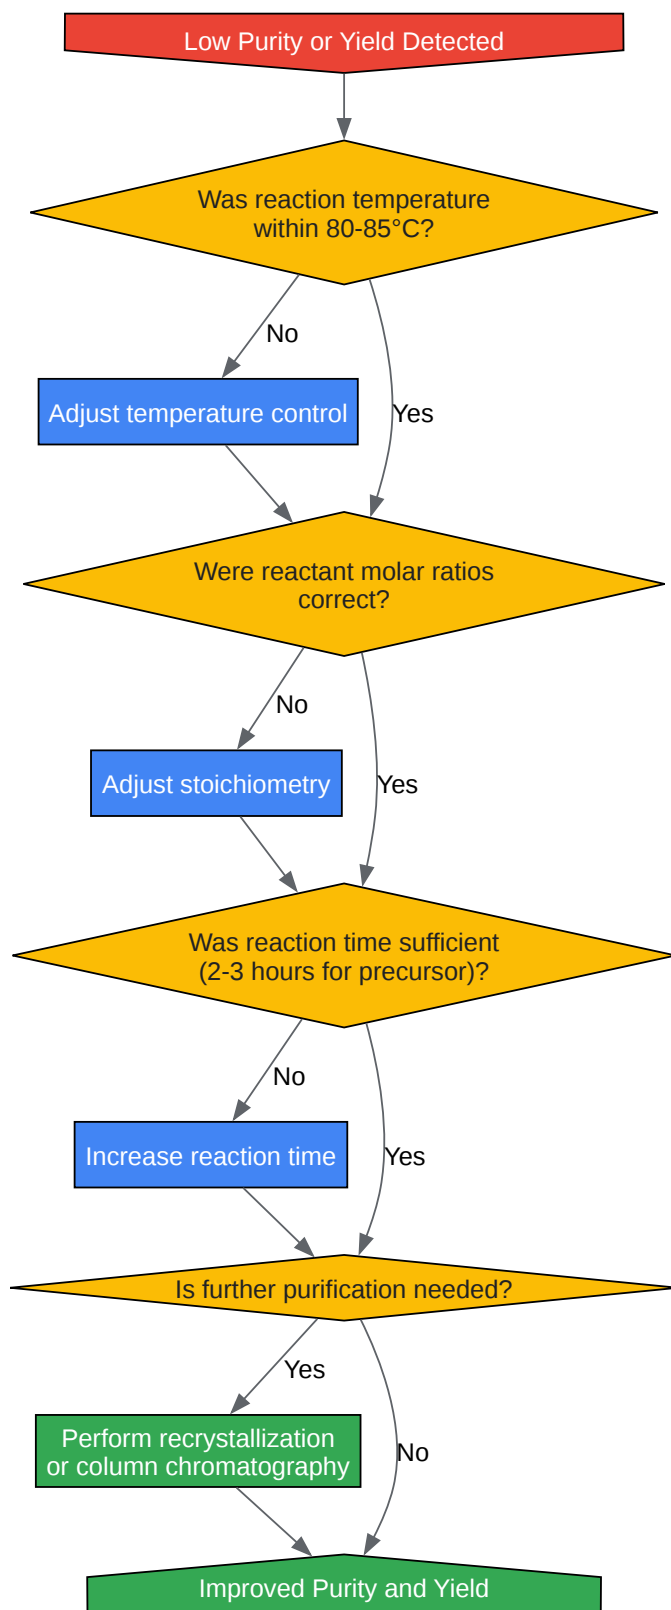 Low Purity or Yield Detected
Was reaction temperature
within 80-85°C?
No
Adjust temperature control
Yes
Were reactant molar ratios
correct?
No
Adjust stoichiometry
Yes
Was reaction time sufficient
(2-3 hours for precursor)?
No
Increase reaction time
Yes
Is further purification needed?
Yes
Perform recrystallization
or column chromatography
No
Improved Purity and Yield